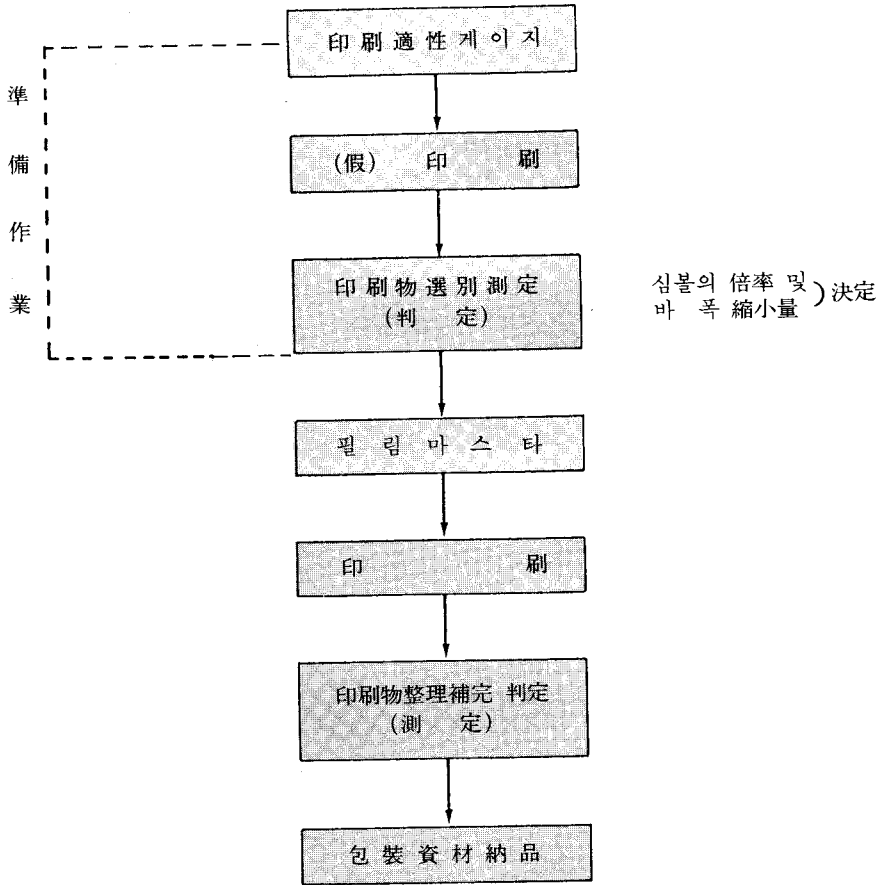 印刷適性게이지
準備作業
(假) 印 刷
印刷物選別測定
(判 定)
심볼의 倍率 및
바 폭 縮小量
) 決定
필림마스타
印 刷
印刷物整理補完 判定
(測 定)
包裝資材納品